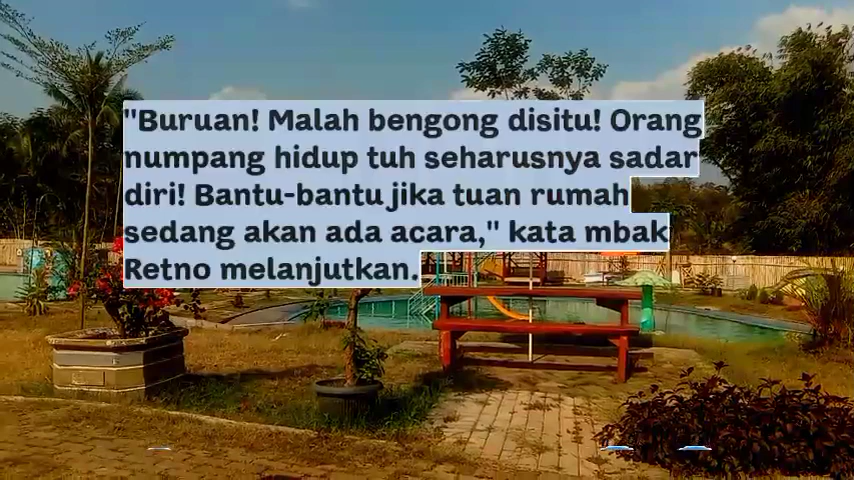 "Buruan! Malah bengong disitu! Orang
numpang hidup tuh seharusnya sadar
diri! Bantu-bantu jika tuan rumah
sedang akan ada acara," kata mbak
Retno melanjutkan.